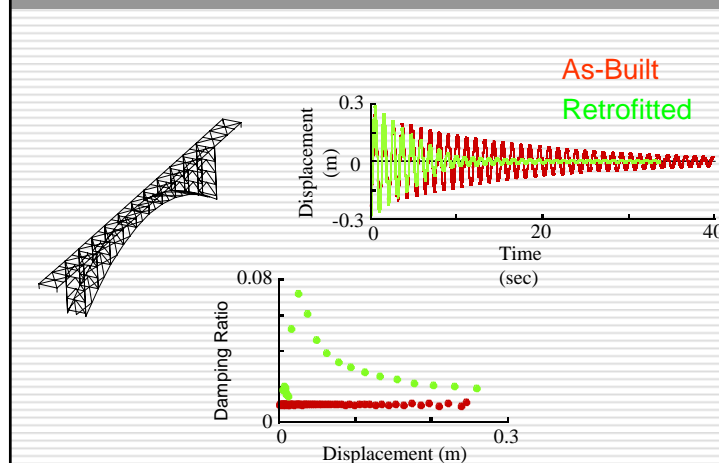 As-Built
Retrofitted
0.3
0
-0.3
Displacement
(m)
0
20
40
Time
(sec)
0.08
0
Damping Ratio
0
0.3
Displacement (m)